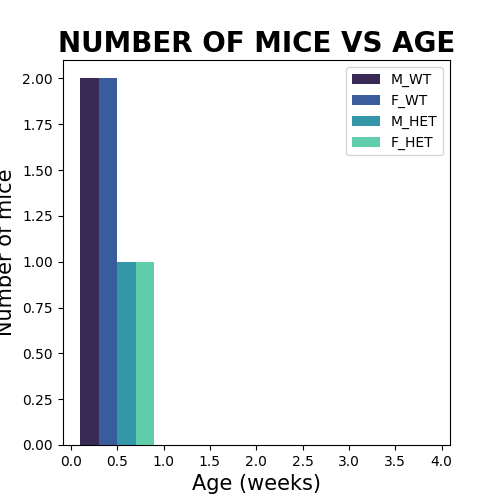 NUMBER OF MICE VS AGE
M_WT
F_WT
M_HET
F_HET
2.00
1.75
1.50
1.25
1.00
0.75
0.50
0.25
0.00
Number of mice
0.0 0.5 1.0 1.5 2.0 2.5 3.0 3.5 4.0
Age (weeks)